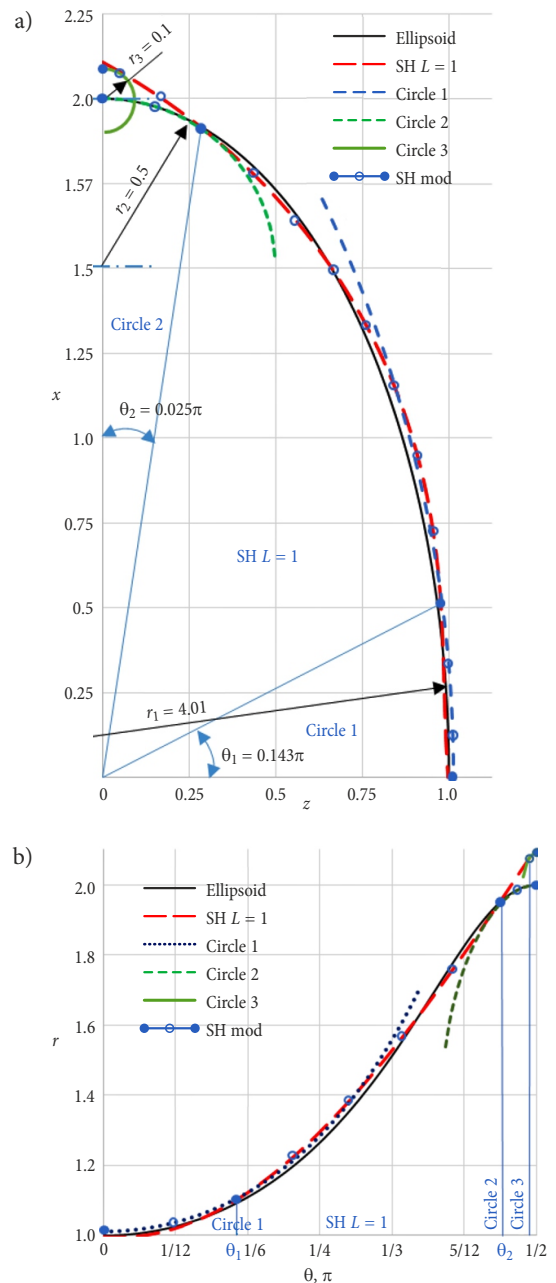 a)
2.25
2.0
1.57
1.5
1.25
x
1.0
0.75
0.5
0.25
0
0
0.25
0.50
0.75
1.0
z
Ellipsoid
SH L = 1
Circle 1
Circle 2
Circle 3
SH mod
r3 = 0.1
r2 = 0.5
Circle 2
θ2 = 0.025π
SH L = 1
r1 = 4.01
Circle 1
θ1 = 0.143π
b)
2.0
1.8
1.6
r
1.4
1.2
1.0
Ellipsoid
SH L = 1
Circle 1
Circle 2
Circle 3
SH mod
Circle 1
SH L = 1
Circle 2
Circle 3
0
1/12
θ1
1/6
1/4
1/3
5/12
θ2
1/2
θ, π